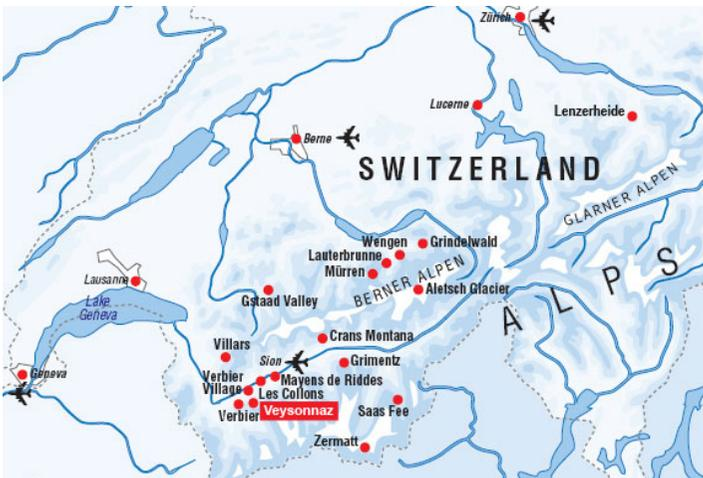 Zürich
Lucerne
Lenzerheide
Berne
SWITZERLAND
GLARNER ALPEN
Wengen
Grindelwald
Lauterbrunne
Mürren
BERNER ALPEN
Lausanne
Lake
Geneva
Gstaad Valley
Aletsch Glacier
ALPS
Villars
Crans Montana
Sion
Grimentz
Geneva
Verbier
Village
Mayens de Riddes
Les Collons
Verbier
Veysonnaz
Saas Fee
Zermatt